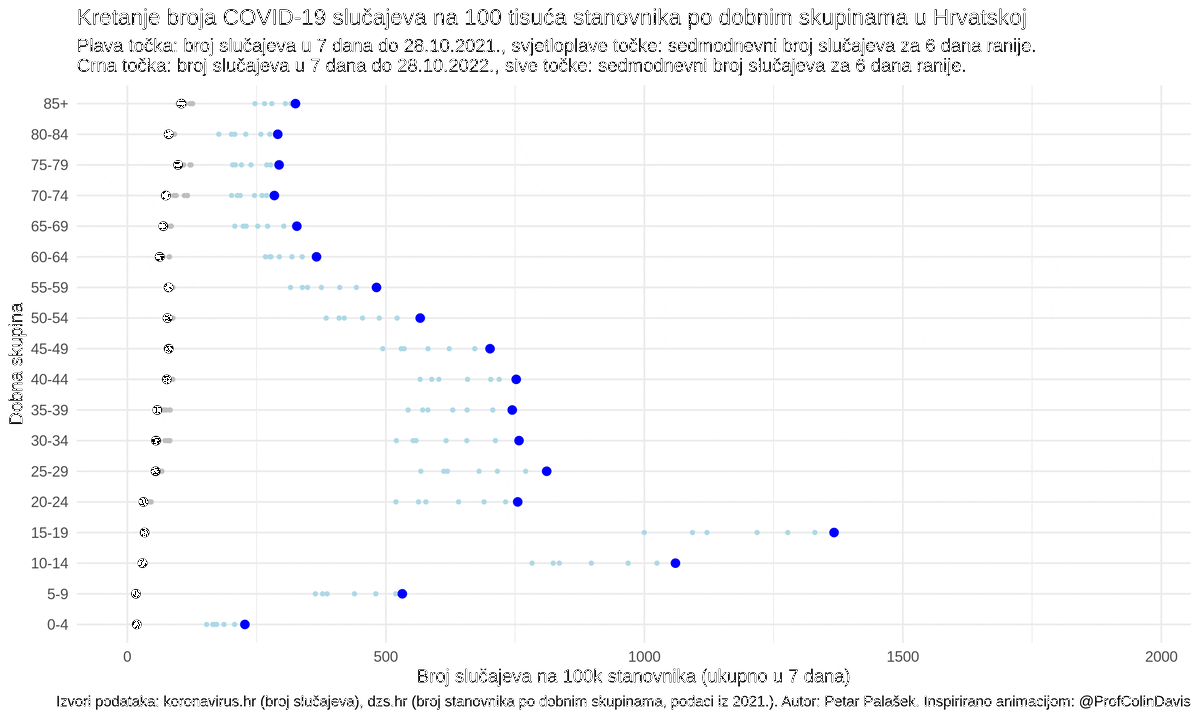 Kretanje broja COVID-19 slučajeva na 100 tisuća stanovnika po dobnim skupinama u Hrvatskoj
Plava točka: broj slučajeva u 7 dana do 28.10.2021., svjetloplave točke: sedmodnevni broj slučajeva za 6 dana ranije.
Crna točka: broj slučajeva u 7 dana do 28.10.2022., sive točke: sedmodnevni broj slučajeva za 6 dana ranije.
Dobna skupina
85+
80-84
75-79
70-74
65-69
60-64
55-59
50-54
45-49
40-44
35-39
30-34
25-29
20-24
15-19
10-14
5-9
0-4
0 500 1000 1500 2000
Broj slučajeva na 100k stanovnika (ukupno u 7 dana)
Izvori podataka: koronavirus.hr (broj slučajeva), dzs.hr (broj stanovnika po dobnim skupinama, podaci iz 2021.). Autor: Petar Palašek. Inspirirano animacijom: @ProfColinDavis